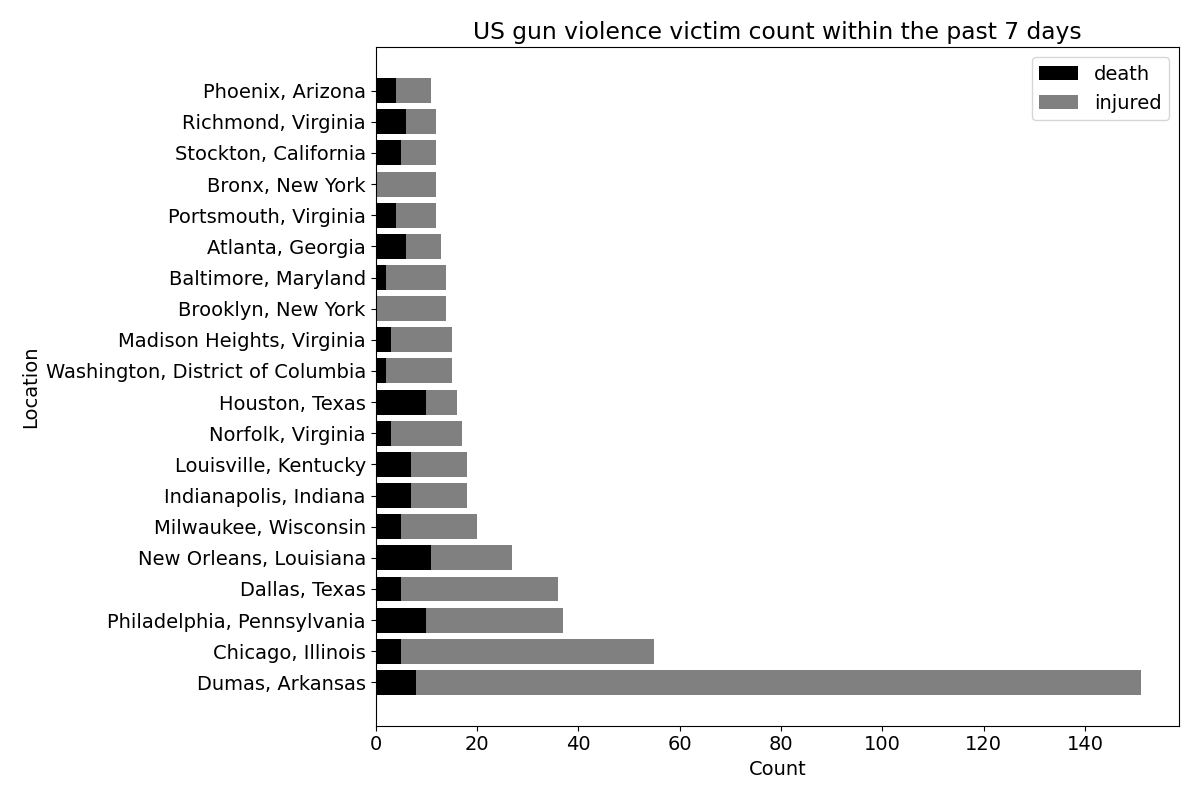 US gun violence victim count within the past 7 days
death
injured
Phoenix, Arizona
Richmond, Virginia
Stockton, California
Bronx, New York
Portsmouth, Virginia
Atlanta, Georgia
Baltimore, Maryland
Brooklyn, New York
Madison Heights, Virginia
Washington, District of Columbia
Houston, Texas
Norfolk, Virginia
Louisville, Kentucky
Indianapolis, Indiana
Milwaukee, Wisconsin
New Orleans, Louisiana
Dallas, Texas
Philadelphia, Pennsylvania
Chicago, Illinois
Dumas, Arkansas
Location
0 20 40 60 80 100 120 140
Count